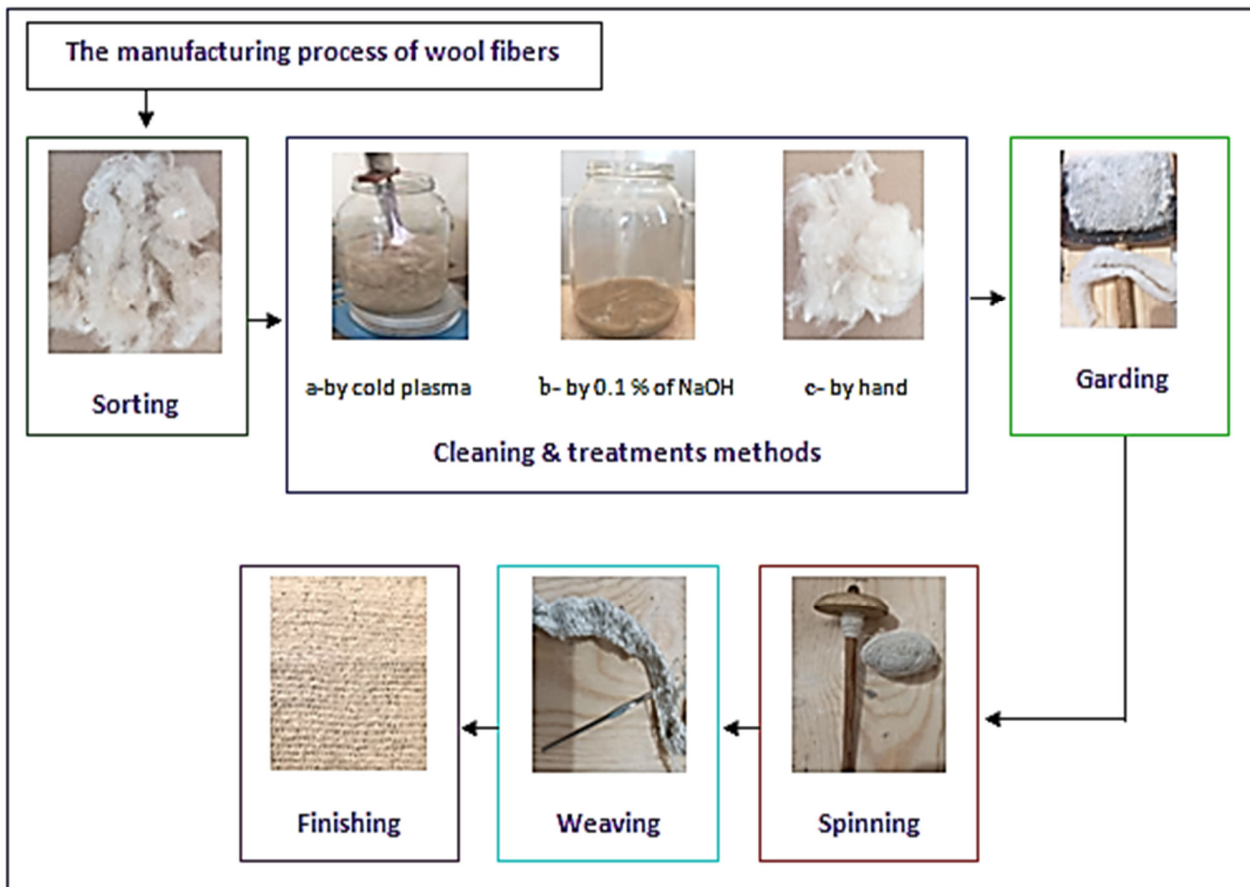 The manufacturing process of wool fibers
Sorting
a-by cold plasma
b- by 0.1 % of NaOH
c- by hand
Cleaning & treatments methods
Garding
Finishing
Weaving
Spinning